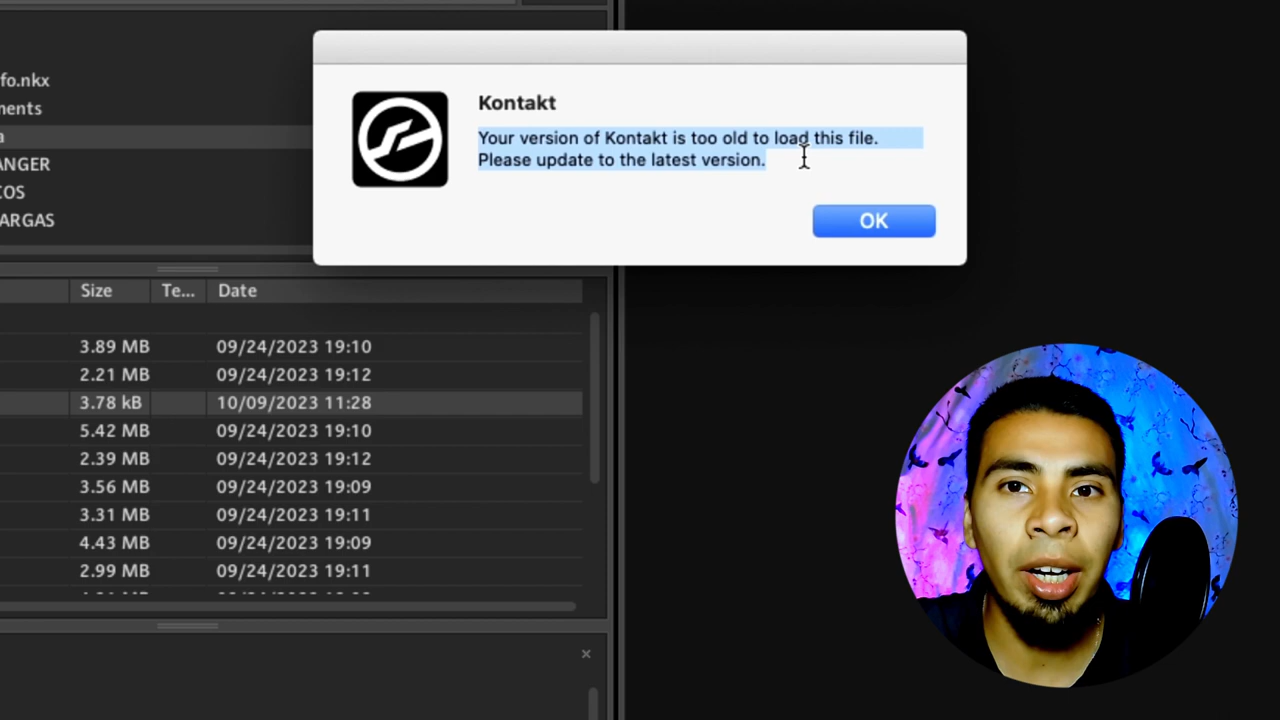 fo.nkx
ments
a
ANGER
COS
ARGAS
Kontakt
Your version of Kontakt is too old to load this file.
Please update to the latest version.
OK
Size Te... Date
3.89 MB 09/24/2023 19:10
2.21 MB 09/24/2023 19:12
3.78 kB 10/09/2023 11:28
5.42 MB 09/24/2023 19:10
2.39 MB 09/24/2023 19:12
3.56 MB 09/24/2023 19:09
3.31 MB 09/24/2023 19:11
4.43 MB 09/24/2023 19:09
2.99 MB 09/24/2023 19:11